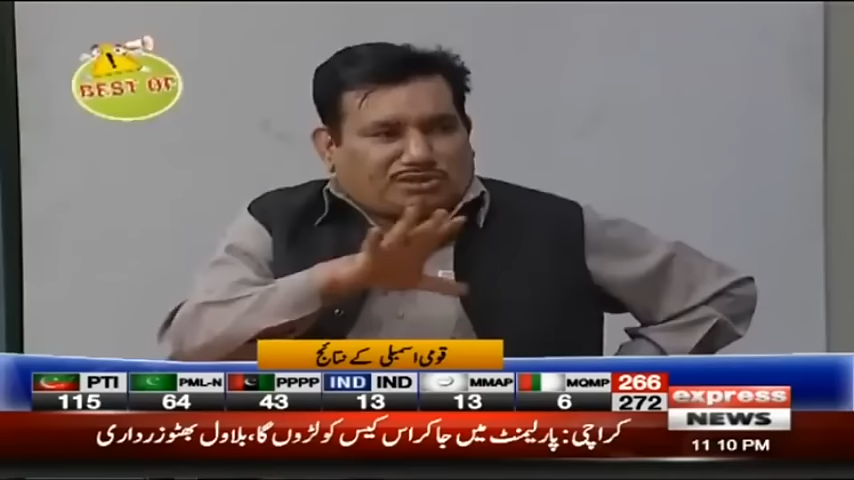 BEST OF
قومی اسمبلی کے نتائج
PTI PML-N PPPP IND IND MMAP MQMP 266
115 64 43 13 13 6 272
express
NEWS
کراچی: پارلیمنٹ میں جا کر اس کیس کو لڑوں گا، بلاول بھٹو زرداری
11:10 PM